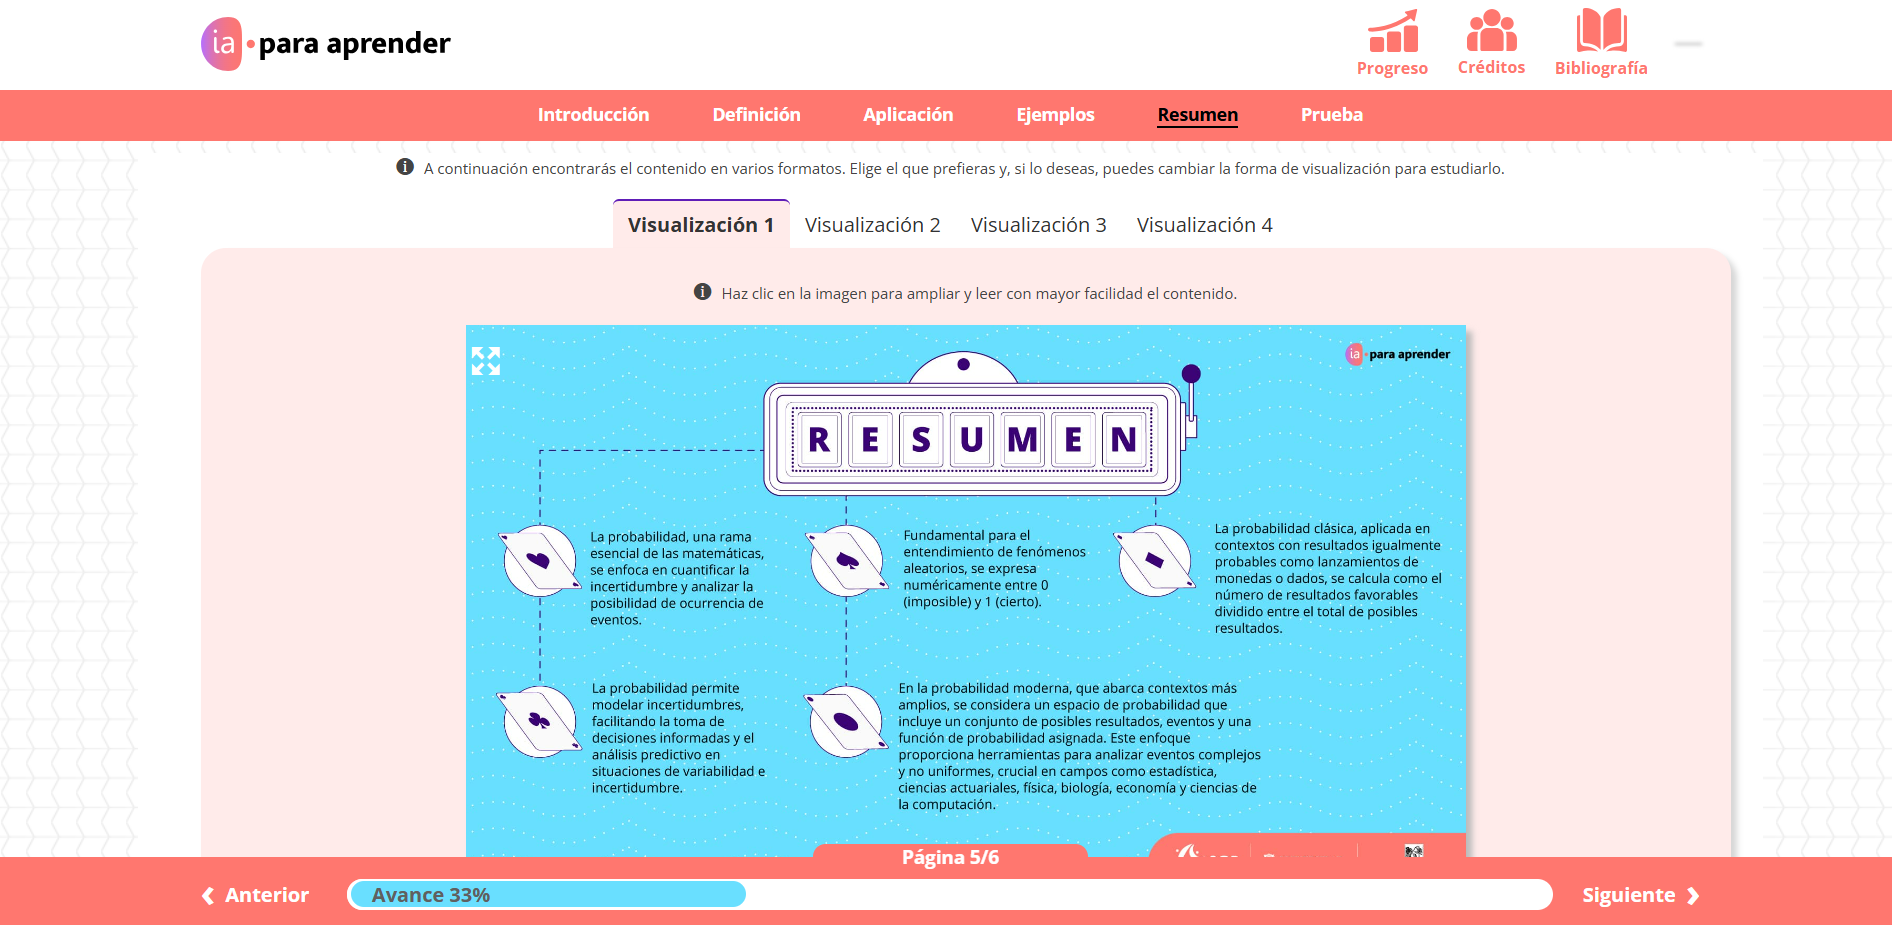 ia para aprender
Progreso
Créditos
Bibliografía
Introducción
Definición
Aplicación
Ejemplos
Resumen
Prueba
A continuación encontrarás el contenido en varios formatos. Elige el que prefieras y, si lo deseas, puedes cambiar la forma de visualización para estudiarlo.
Visualización 1
Visualización 2
Visualización 3
Visualización 4
Haz clic en la imagen para ampliar y leer con mayor facilidad el contenido.
ia para aprender
RESUMEN
La probabilidad, una rama
esencial de las matemáticas,
se enfoca en cuantificar la
incertidumbre y analizar la
posibilidad de ocurrencia de
eventos.
Fundamental para el
entendimiento de fenómenos
aleatorios, se expresa
numéricamente entre 0
(imposible) y 1 (cierto).
La probabilidad clásica, aplicada en
contextos con resultados igualmente
probables como lanzamientos de
monedas o dados, se calcula como el
número de resultados favorables
dividido entre el total de posibles
resultados.
La probabilidad permite
modelar incertidumbres,
facilitando la toma de
decisiones informadas y el
análisis predictivo en
situaciones de variabilidad e
incertidumbre.
En la probabilidad moderna, que abarca contextos más
amplios, se considera un espacio de probabilidad que
incluye un conjunto de posibles resultados, eventos y una
función de probabilidad asignada. Este enfoque
proporciona herramientas para analizar eventos complejos
y no uniformes, crucial en campos como estadística,
ciencias actuariales, física, biología, economía y ciencias de
la computación.
Página 5/6
Anterior
Avance 33%
Siguiente